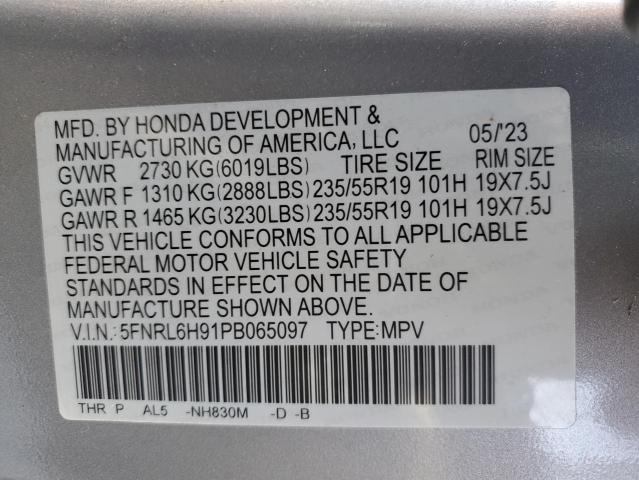 MFD. BY HONDA DEVELOPMENT &
MANUFACTURING OF AMERICA, LLC 05/'23
GVWR 2730 KG(6019LBS) TIRE SIZE RIM SIZE
GAWR F 1310 KG(2888LBS) 235/55R19 101H 19X7.5J
GAWR R 1465 KG(3230LBS) 235/55R19 101H 19X7.5J
THIS VEHICLE CONFORMS TO ALL APPLICABLE
FEDERAL MOTOR VEHICLE SAFETY
STANDARDS IN EFFECT ON THE DATE OF
MANUFACTURE SHOWN ABOVE.
V.I.N.: 5FNRL6H91PB065097 TYPE:MPV
THR P AL5 -NH830M -D -B